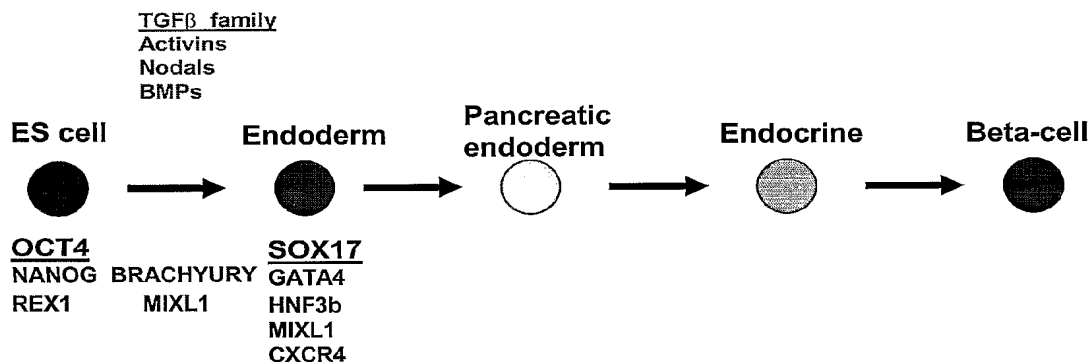 TGFβ family
Activins
Nodals
BMPs
ES cell
Endoderm
Pancreatic
endoderm
Endocrine
Beta-cell
OCT4
NANOG
REX1
BRACHYURY
MIXL1
SOX17
GATA4
HNF3b
MIXL1
CXCR4